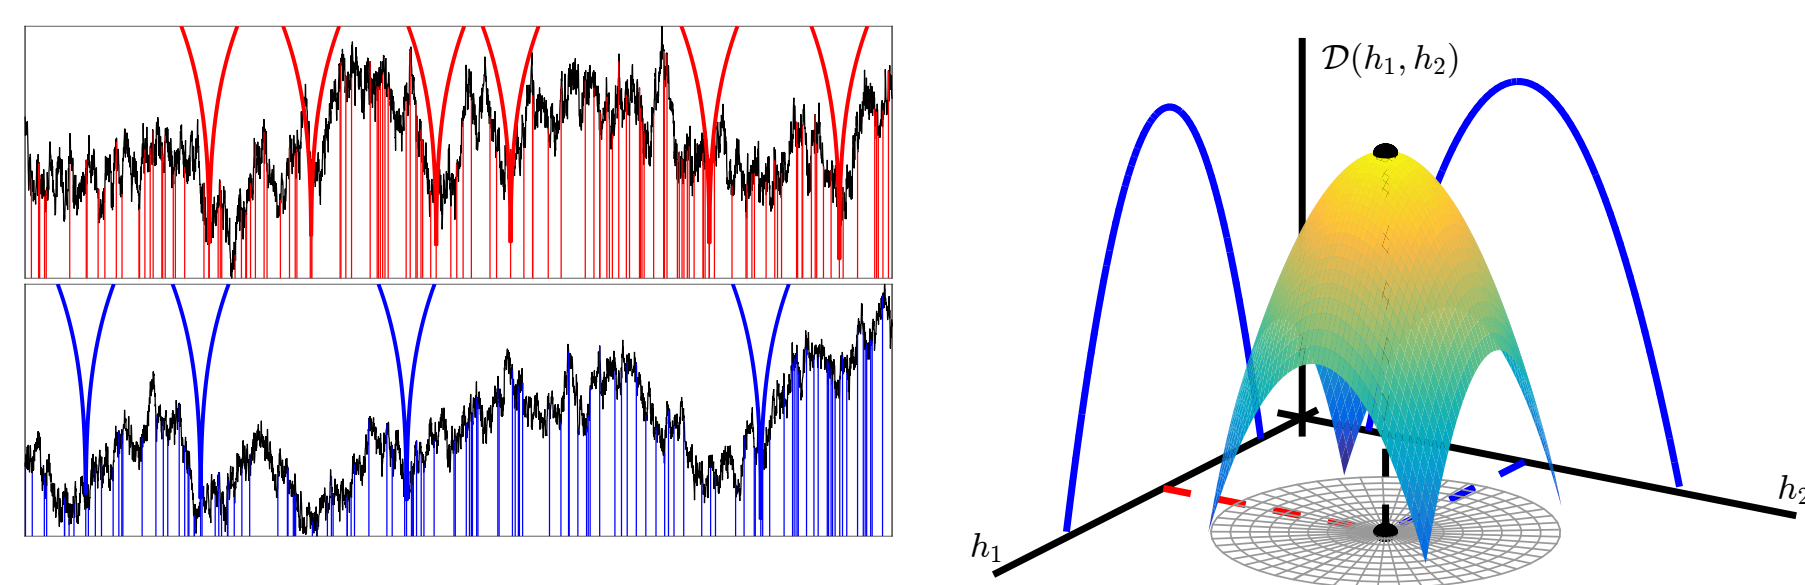 𝒟(h₁, h₂)
h₂
h₁